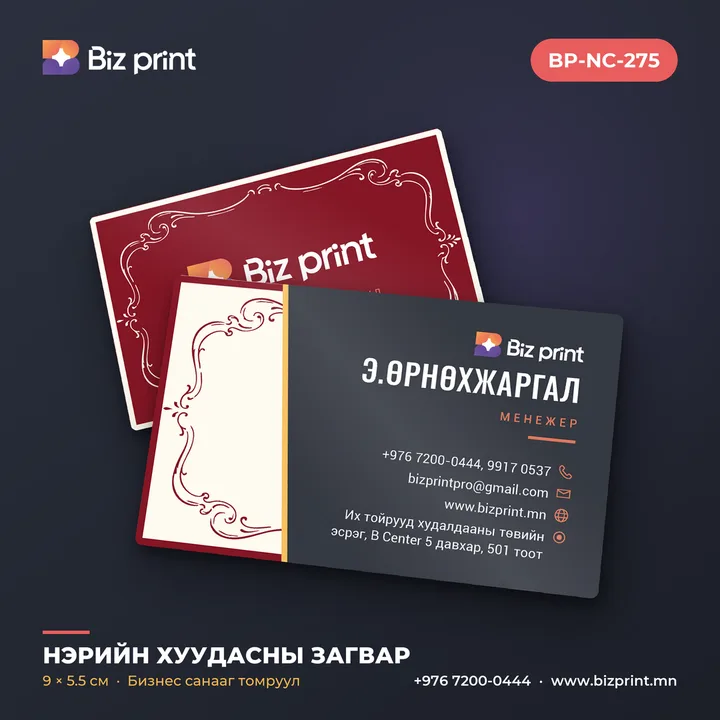 Biz print
BP-NC-275
Biz print
Biz print
Э.ӨРНӨХЖАРГАЛ
МЕНЕЖЕР
+976 7200-0444, 9917 0537
bizprintpro@gmail.com
www.bizprint.mn
Их тойрууд худалдааны төвийн
эсрэг, B Center 5 давхар, 501 тоот
НЭРИЙН ХУУДАСНЫ ЗАГВАР
9 × 5.5 см · Бизнес санааг томруул
+976 7200-0444 · www.bizprint.mn